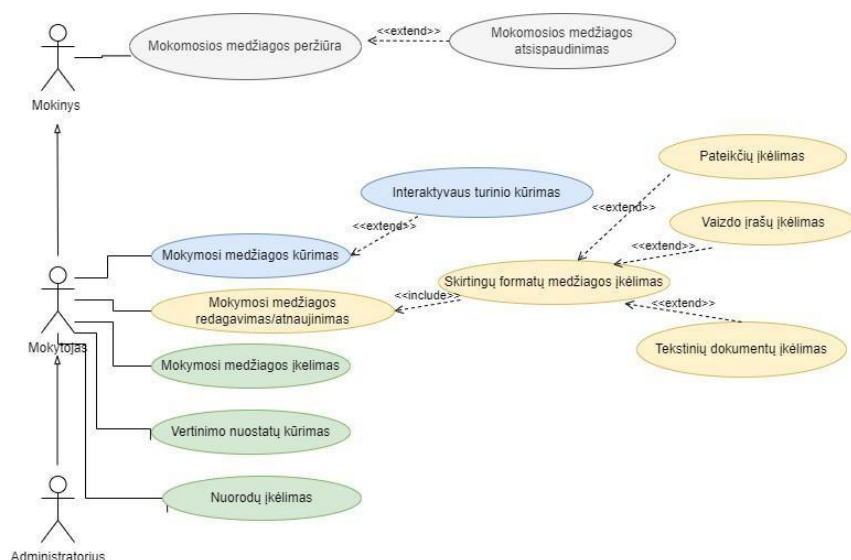 Mokomosios medžiagos peržiūra
<<extend>>
Mokomosios medžiagos
atsispaudinimas
Mokinys
Pateikčių įkėlimas
Interaktyvaus turinio kūrimas
<<extend>>
Vaizdo įrašų įkėlimas
<<extend>>
<<extend>>
Mokymosi medžiagos kūrimas
Skirtingų formatų medžiagos įkėlimas
<<include>>
Mokymosi medžiagos
redagavimas/atnaujinimas
<<extend>>
Mokytojas
Tekstinių dokumentų įkėlimas
Mokymosi medžiagos įkelimas
Vertinimo nuostatų kūrimas
Nuorodų įkėlimas
Administratorius